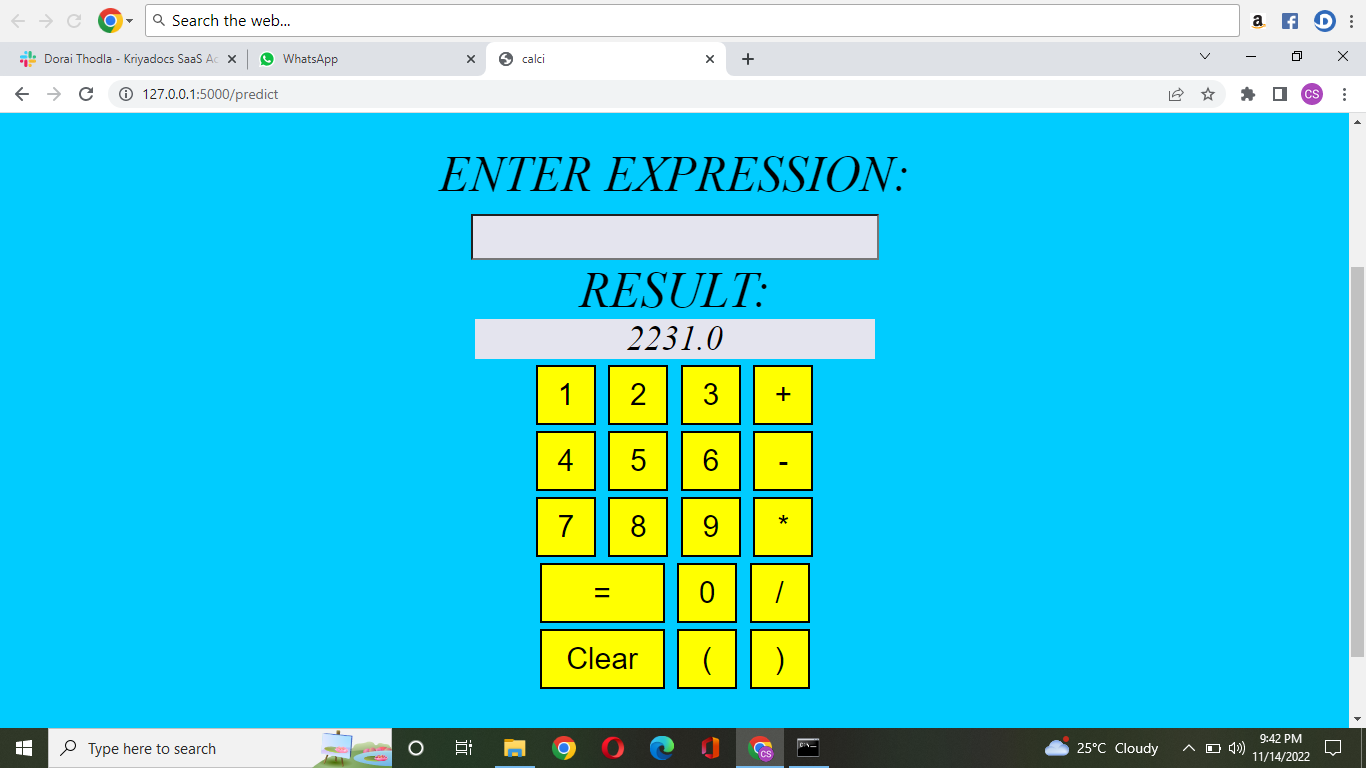 Search the web...
Dorai Thodla - Kriyadocs SaaS Ac
WhatsApp
calci
127.0.0.1:5000/predict
CS
ENTER EXPRESSION:
RESULT:
2231.0
1 2 3 +
4 5 6 -
7 8 9 *
= 0 /
Clear ( )
Type here to search
CS
25°C Cloudy
9:42 PM
11/14/2022